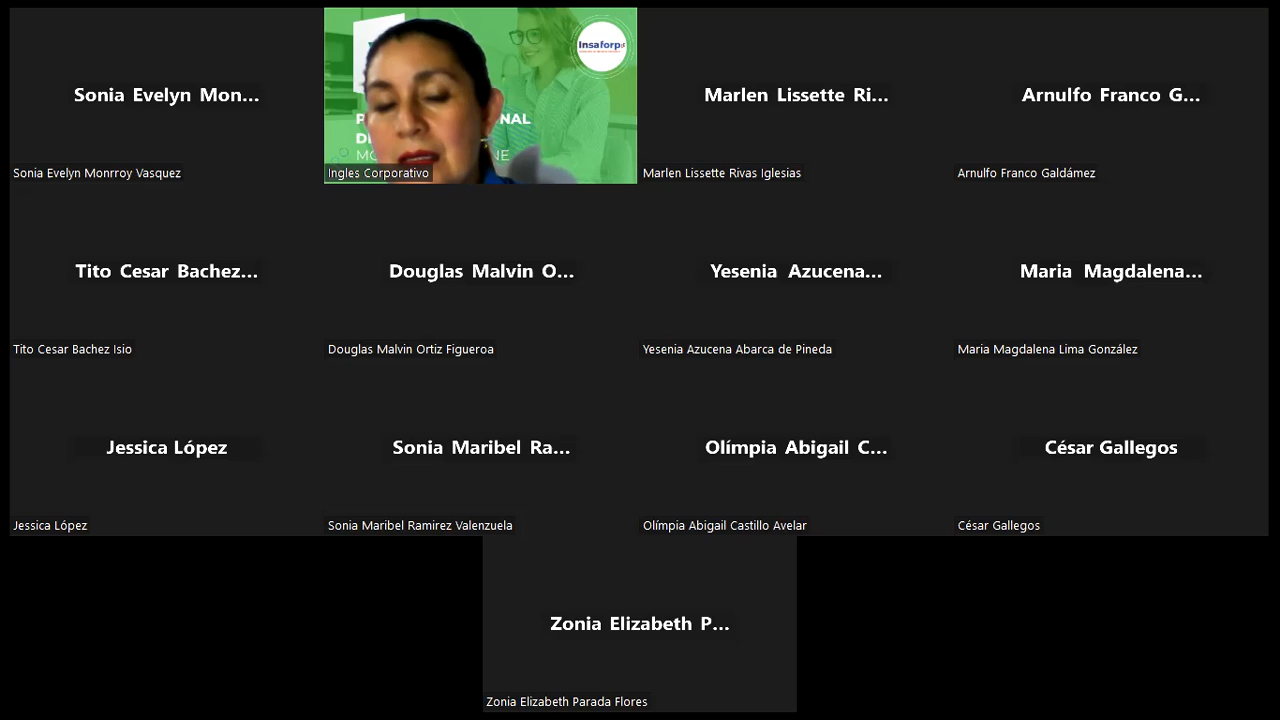 Sonia Evelyn Mon...
Sonia Evelyn Monrroy Vasquez
Insaforp
NAL
Ingles Corporativo
Marlen Lissette Ri...
Marlen Lissette Rivas Iglesias
Arnulfo Franco G...
Arnulfo Franco Galdámez
Tito Cesar Bachez...
Tito Cesar Bachez Isio
Douglas Malvin O...
Douglas Malvin Ortiz Figueroa
Yesenia Azucena...
Yesenia Azucena Abarca de Pineda
Maria Magdalena...
Maria Magdalena Lima González
Jessica López
Jessica López
Sonia Maribel Ra...
Sonia Maribel Ramirez Valenzuela
Olímpia Abigail C...
Olímpia Abigail Castillo Avelar
César Gallegos
César Gallegos
Zonia Elizabeth P...
Zonia Elizabeth Parada Flores